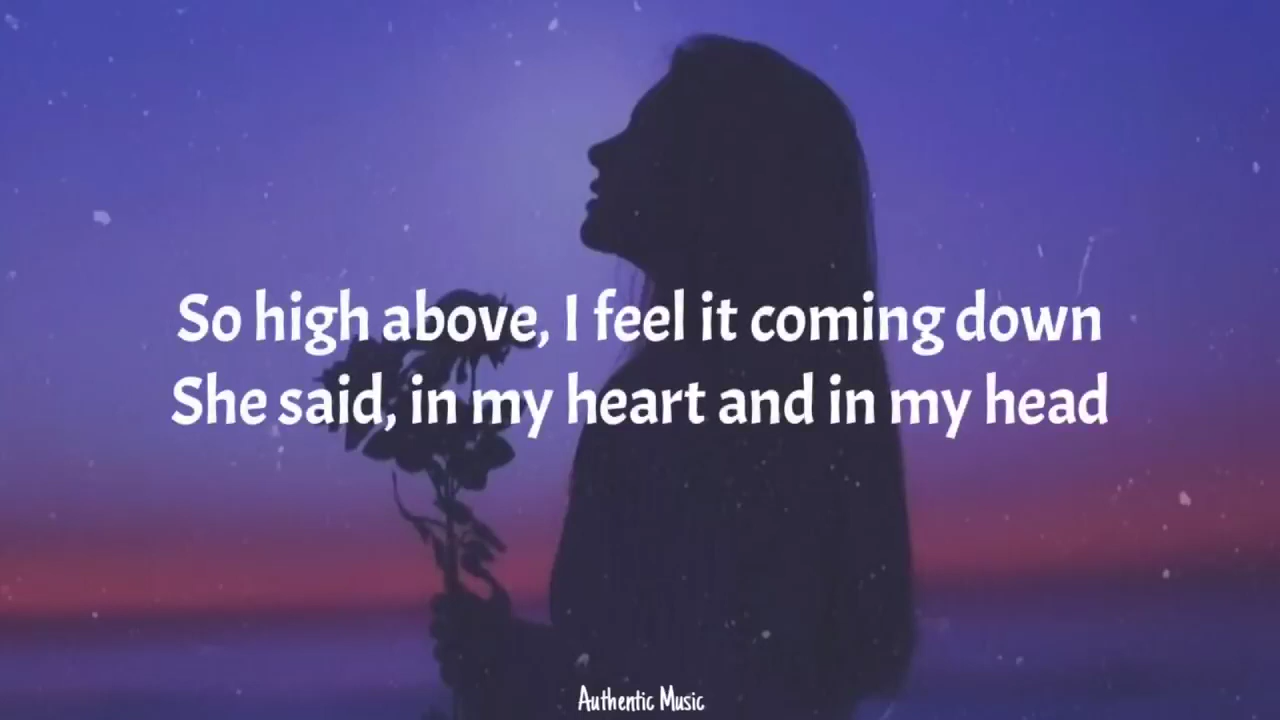 So high above, I feel it coming down
She said, in my heart and in my head
Authentic Music